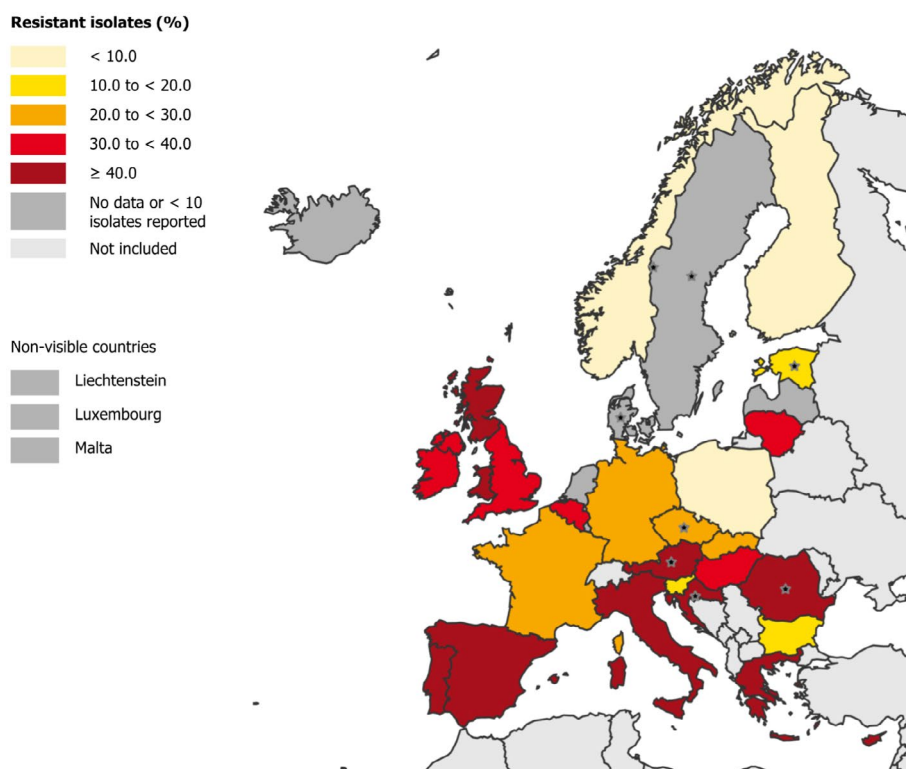 Resistant isolates (%)
< 10.0
10.0 to < 20.0
20.0 to < 30.0
30.0 to < 40.0
≥ 40.0
No data or < 10
isolates reported
Not included
Non-visible countries
Liechtenstein
Luxembourg
Malta